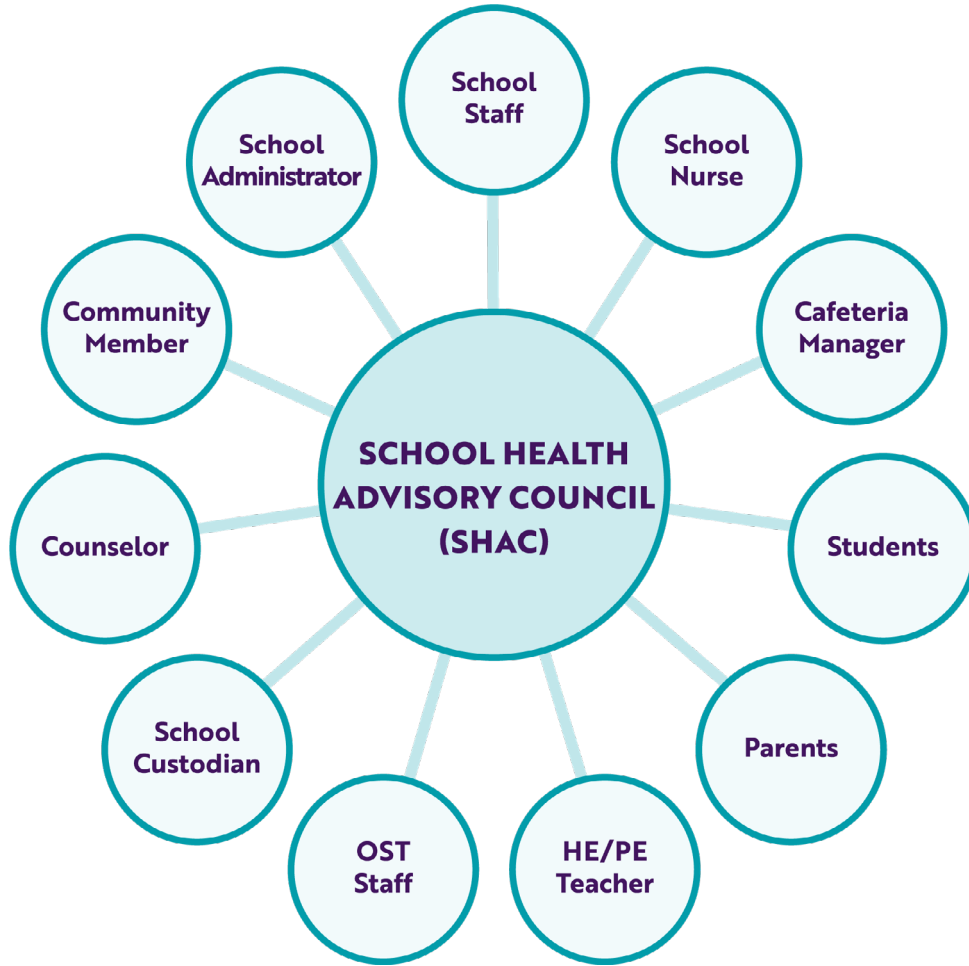 School
Staff
School
Administrator
School
Nurse
Community
Member
Cafeteria
Manager
SCHOOL HEALTH
ADVISORY COUNCIL
(SHAC)
Counselor
Students
School
Custodian
Parents
OST
Staff
HE/PE
Teacher